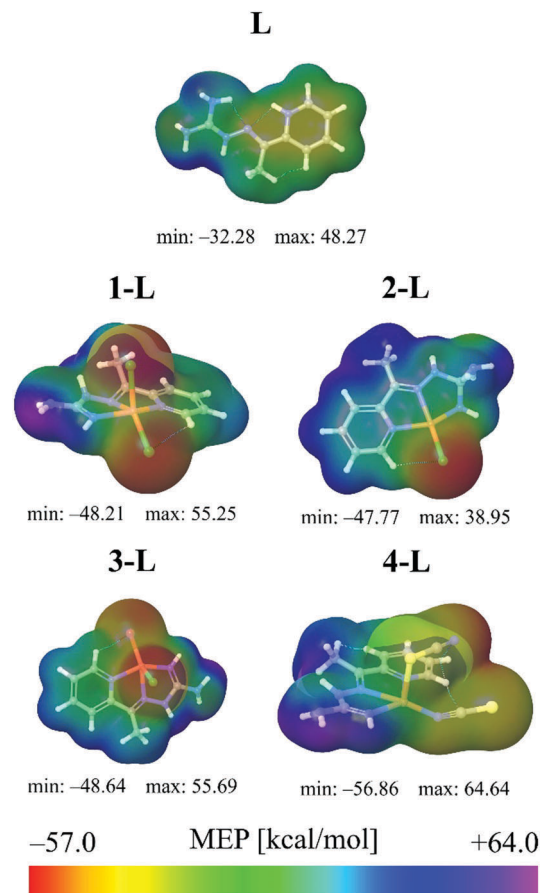 L
min: –32.28 max: 48.27
1-L 2-L
min: –48.21 max: 55.25 min: –47.77 max: 38.95
3-L 4-L
min: –48.64 max: 55.69 min: –56.86 max: 64.64
–57.0 MEP [kcal/mol] +64.0